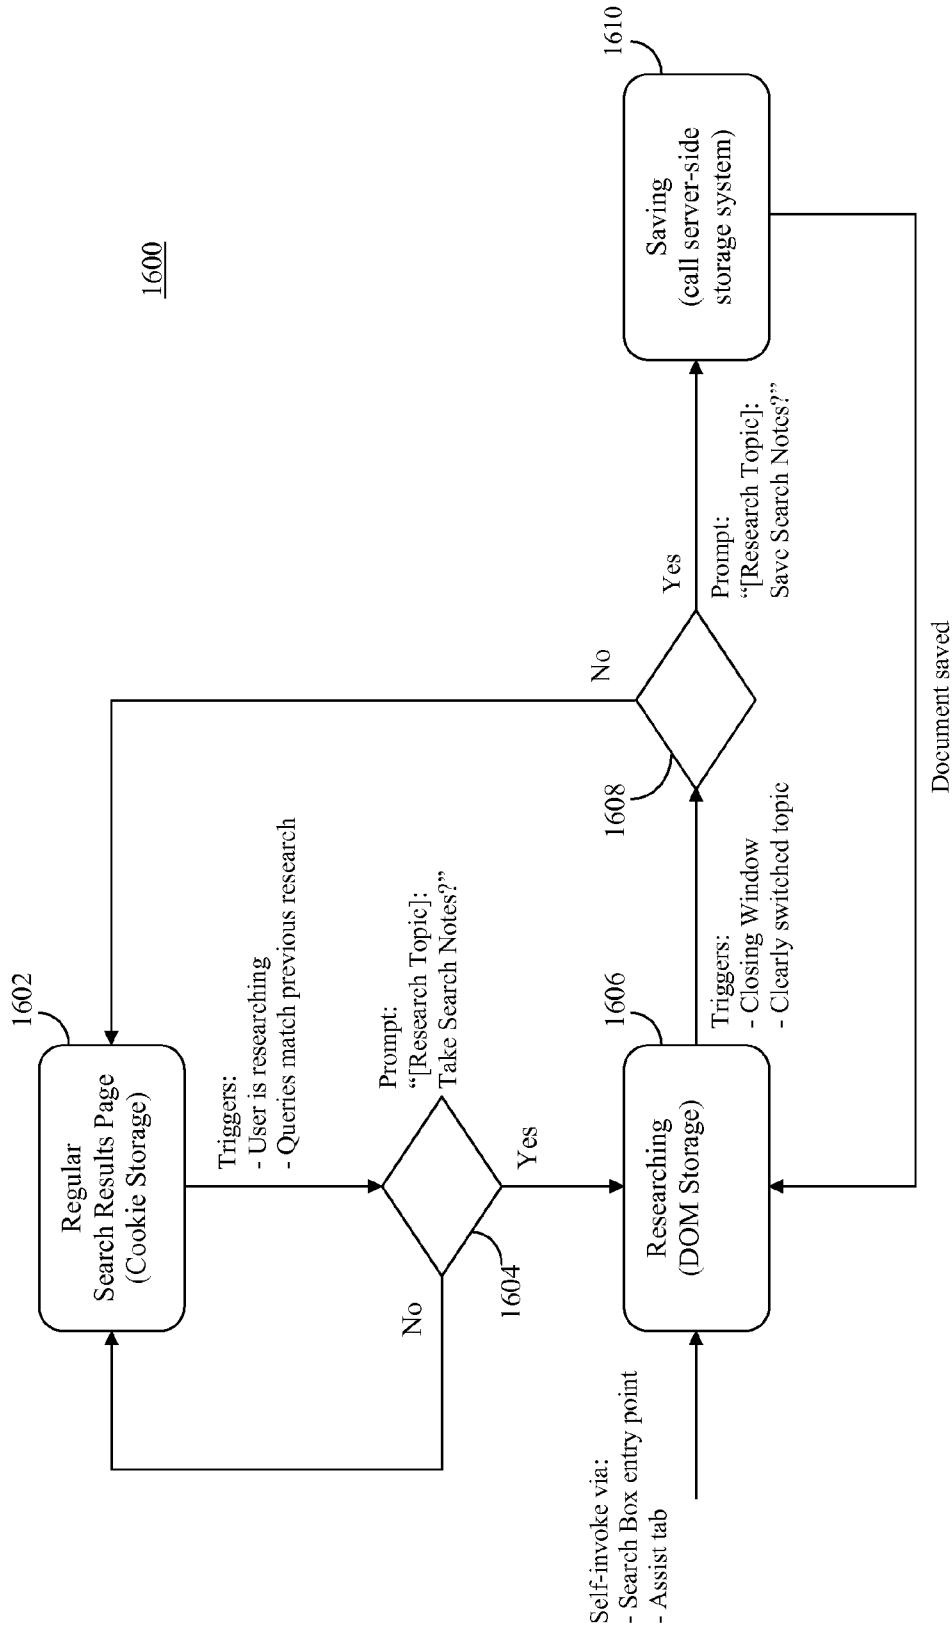 1600
1602
Regular
Search Results Page
(Cookie Storage)
Triggers:
- User is researching
- Queries match previous research
Prompt:
“[Research Topic]:
Take Search Notes?”
No
1604
Yes
Self-invoke via:
- Search Box entry point
- Assist tab
1606
Researching
(DOM Storage)
Triggers:
- Closing Window
- Clearly switched topic
1608
No
Yes
Prompt:
“[Research Topic]:
Save Search Notes?”
1610
Saving
(call server-side
storage system)
Document saved